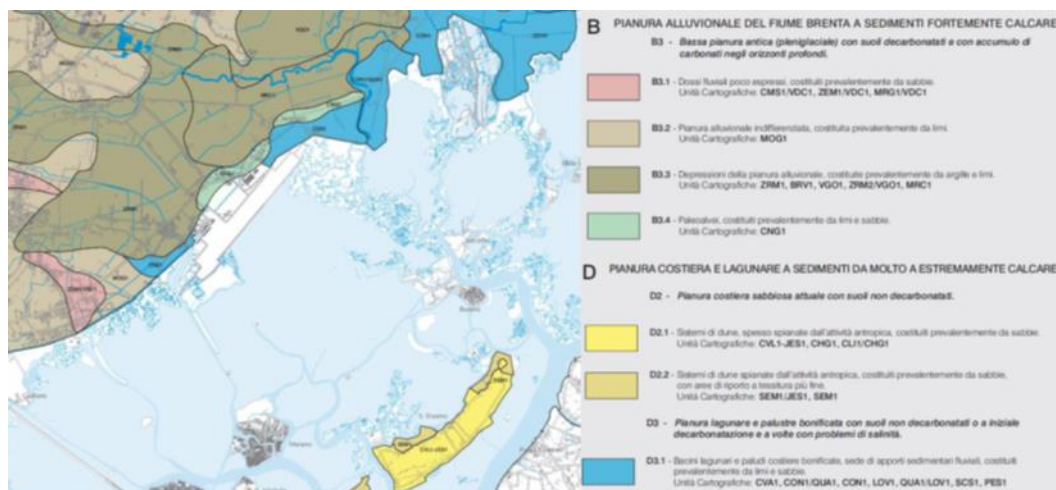 B PIANURA ALLUVIONALE DEL FIUME BRENTA A SEDIMENTI FORTEMENTE CALCARE
B3 - Bassa pianura antica (pleniglaciale) con suoli decarbonatati e con accumulo di
carbonati negli orizzonti profondi.
B3.1 - Dossi fluviali poco espressi, costituiti prevalentemente da sabbie.
Unità Cartografiche: CMS1/VDC1, ZEM1/VDC1, MRG1/VDC1
B3.2 - Pianura alluvionale indifferenziata, costituita prevalentemente da limi.
Unità Cartografiche: MOG1
B3.3 - Depressioni della pianura alluvionale, costituite prevalentemente da argille e limi.
Unità Cartografiche: ZRM1, BRV1, VGO1, ZRM2/VGO1, MRC1
B3.4 - Paleoalvei, costituiti prevalentemente da limi e sabbie.
Unità Cartografiche: CNG1
D PIANURA COSTIERA E LAGUNARE A SEDIMENTI DA MOLTO A ESTREMAMENTE CALCARE
D2 - Pianura costiera sabbiosa attuale con suoli non decarbonatati.
D2.1 - Sistemi di dune, spesso spianate dall'attività antropica, costituiti prevalentemente da sabbie.
Unità Cartografiche: CVL1-JES1, CHG1, CLI1/CHG1
D2.2 - Sistemi di dune spianate dall'attività antropica, costituiti prevalentemente da sabbie,
con aree di riporto a tessitura più fine.
Unità Cartografiche: SEM1/JES1, SEM1
D3 - Pianura lagunare e palustre bonificata con suoli non decarbonatati o a iniziale
decarbonatazione e a volte con problemi di salinità.
D3.1 - Bacini lagunari e paludi costiere bonificate, sede di apporti sedimentari fluviali, costituiti
prevalentemente da limi e sabbie.
Unità Cartografiche: CVA1, CON1/QUA1, CON1, LOV1, QUA1/LOV1, SCS1, PES1
Burano
S. Erasmo
Murano